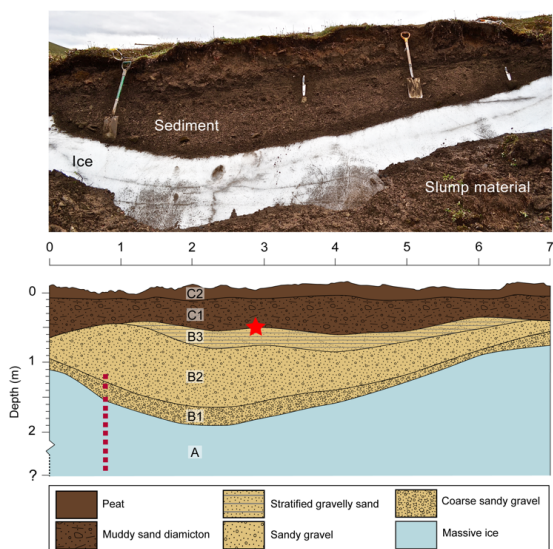 Sediment
Ice
Slump material
0 1 2 3 4 5 6 7
0
C2
C1
B3
1
B2
B1
2
A
?
Depth (m)
Peat
Stratified gravelly sand
Coarse sandy gravel
Muddy sand diamicton
Sandy gravel
Massive ice